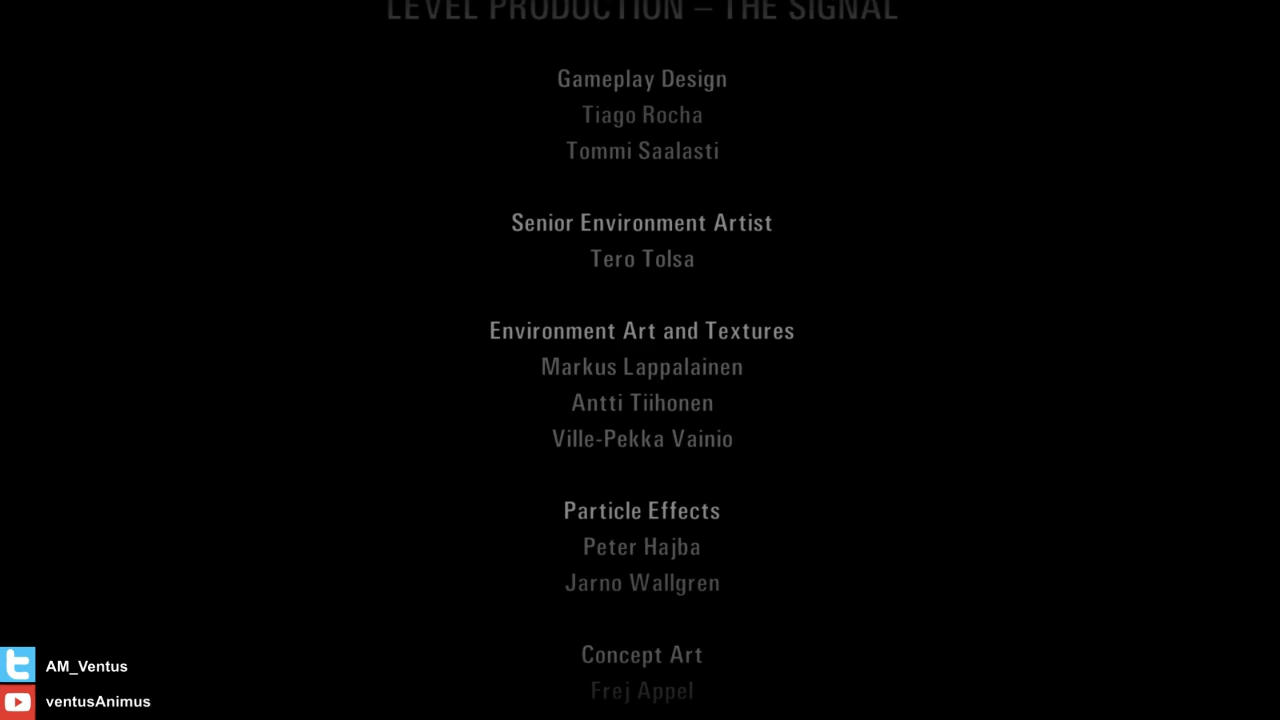 LEVEL PRODUCTION – THE SIGNAL
Gameplay Design
Tiago Rocha
Tommi Saalasti
Senior Environment Artist
Tero Tolsa
Environment Art and Textures
Markus Lappalainen
Antti Tiihonen
Ville-Pekka Vainio
Particle Effects
Peter Hajba
Jarno Wallgren
Concept Art
Frej Appel
AM_Ventus
ventusAnimus